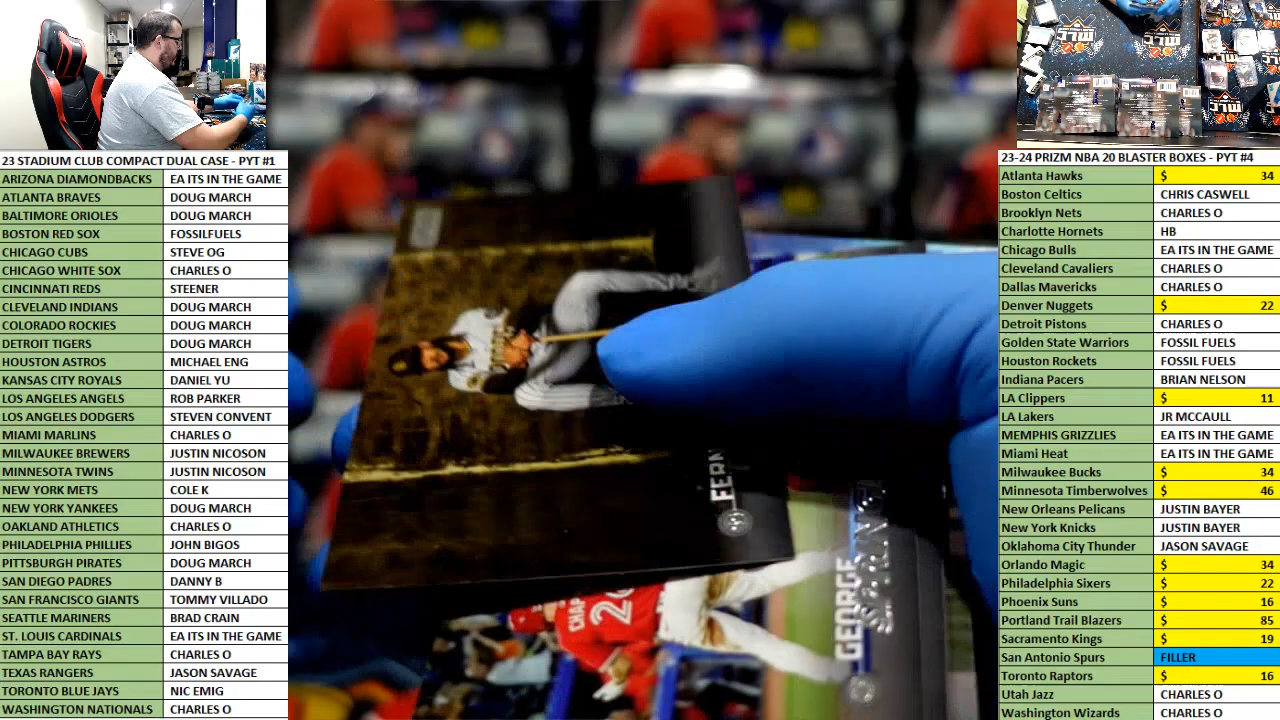 23 STADIUM CLUB COMPACT DUAL CASE - PYT #1
ARIZONA DIAMONDBACKS EA ITS IN THE GAME
ATLANTA BRAVES DOUG MARCH
BALTIMORE ORIOLES DOUG MARCH
BOSTON RED SOX FOSSILFUELS
CHICAGO CUBS STEVE OG
CHICAGO WHITE SOX CHARLES O
CINCINNATI REDS STEENER
CLEVELAND INDIANS DOUG MARCH
COLORADO ROCKIES DOUG MARCH
DETROIT TIGERS DOUG MARCH
HOUSTON ASTROS MICHAEL ENG
KANSAS CITY ROYALS DANIEL YU
LOS ANGELES ANGELS ROB PARKER
LOS ANGELES DODGERS STEVEN CONVENT
MIAMI MARLINS CHARLES O
MILWAUKEE BREWERS JUSTIN NICOSON
MINNESOTA TWINS JUSTIN NICOSON
NEW YORK METS COLE K
NEW YORK YANKEES DOUG MARCH
OAKLAND ATHLETICS CHARLES O
PHILADELPHIA PHILLIES JOHN BIGOS
PITTSBURGH PIRATES DOUG MARCH
SAN DIEGO PADRES DANNY B
SAN FRANCISCO GIANTS TOMMY VILLADO
SEATTLE MARINERS BRAD CRAIN
ST. LOUIS CARDINALS EA ITS IN THE GAME
TAMPA BAY RAYS CHARLES O
TEXAS RANGERS JASON SAVAGE
TORONTO BLUE JAYS NIC EMIG
WASHINGTON NATIONALS CHARLES O
FERN
GEORGE
CHAP
23-24 PRIZM NBA 20 BLASTER BOXES - PYT #4
Atlanta Hawks $ 34
Boston Celtics CHRIS CASWELL
Brooklyn Nets CHARLES O
Charlotte Hornets HB
Chicago Bulls EA ITS IN THE GAME
Cleveland Cavaliers CHARLES O
Dallas Mavericks CHARLES O
Denver Nuggets $ 22
Detroit Pistons CHARLES O
Golden State Warriors FOSSIL FUELS
Houston Rockets FOSSIL FUELS
Indiana Pacers BRIAN NELSON
LA Clippers $ 11
LA Lakers JR MCCAULL
MEMPHIS GRIZZLIES EA ITS IN THE GAME
Miami Heat EA ITS IN THE GAME
Milwaukee Bucks $ 34
Minnesota Timberwolves $ 46
New Orleans Pelicans JUSTIN BAYER
New York Knicks JUSTIN BAYER
Oklahoma City Thunder JASON SAVAGE
Orlando Magic $ 34
Philadelphia Sixers $ 22
Phoenix Suns $ 16
Portland Trail Blazers $ 85
Sacramento Kings $ 19
San Antonio Spurs FILLER
Toronto Raptors $ 16
Utah Jazz CHARLES O
Washington Wizards CHARLES O